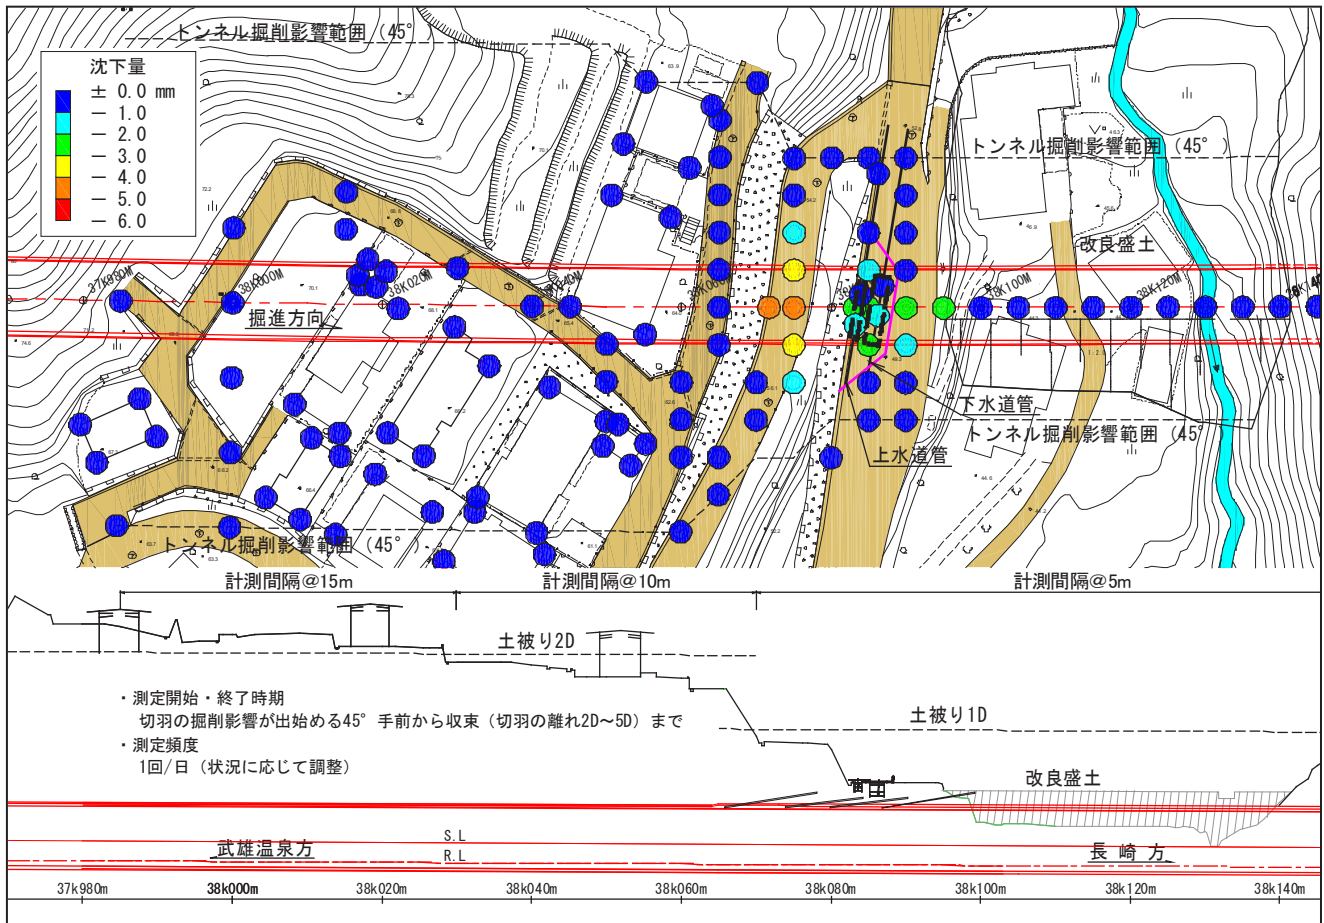 トンネル掘削影響範囲（45°）
沈下量
± 0.0 mm
－ 1.0
－ 2.0
－ 3.0
－ 4.0
－ 5.0
－ 6.0
トンネル掘削影響範囲（45°）
改良盛土
37K980M
38K000M
38K020M
38K100M
38K120M
掘進方向
下水道管
トンネル掘削影響範囲（45°
上水道管
トンネル掘削影響範囲（45°）
計測間隔@15m
計測間隔@10m
計測間隔@5m
土被り2D
・測定開始・終了時期
切羽の掘削影響が出始める45°手前から収束（切羽の離れ2D～5D）まで
・測定頻度
1回/日（状況に応じて調整）
土被り1D
改良盛土
S.L
R.L
武雄温泉方
長崎方
37k980m
38k000m
38k020m
38k040m
38k060m
38k080m
38k100m
38k120m
38k140m